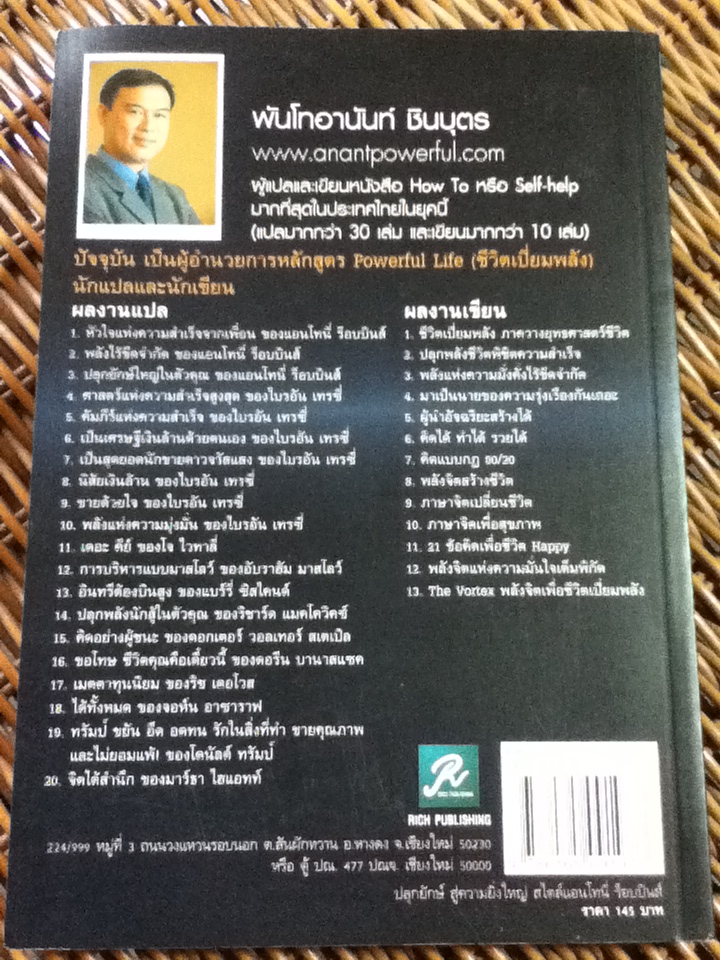 พันโทอานันท์ ชินบุตร
www.anantpowerful.com
ผู้แปลและเขียนหนังสือ How To หรือ Self-help
มากที่สุดในประเทศไทยในยุคนี้
(แปลมากกว่า 30 เล่ม และเขียนมากกว่า 10 เล่ม)
ปัจจุบัน เป็นผู้อำนวยการหลักสูตร Powerful Life (ชีวิตเปี่ยมพลัง)
นักแปลและนักเขียน
ผลงานแปล
1. หัวใจแห่งความสำเร็จจากเพื่อน ของแอนโทนี่ ร็อบบินส์
2. พลังไร้ขีดจำกัด ของแอนโทนี่ ร็อบบินส์
3. ปลุกยักษ์ใหญ่ในตัวคุณ ของแอนโทนี่ ร็อบบินส์
4. ศาสตร์แห่งความสำเร็จสูงสุด ของไบรอัน เทรซี่
5. คัมภีร์แห่งความสำเร็จ ของไบรอัน เทรซี่
6. เป็นเศรษฐีเงินล้านด้วยตนเอง ของไบรอัน เทรซี่
7. เป็นสุดยอดนักขายดาวจรัสแสง ของไบรอัน เทรซี่
8. นิสัยเงินล้าน ของไบรอัน เทรซี่
9. ขายด้วยใจ ของไบรอัน เทรซี่
10. พลังแห่งความมุ่งมั่น ของไบรอัน เทรซี่
11. เดอะ คีย์ ของโจ ไวทาลี่
12. การบริหารแบบมาสโลว์ ของอับราฮัม มาสโลว์
13. อินทรีต้องบินสูง ของแบร์รี่ ซิลไคนด์
14. ปลุกพลังนักสู้ในตัวคุณ ของริชาร์ด แมคโควิคซ์
15. คิดอย่างผู้ชนะ ของดอกเตอร์ วอลเทอร์ สเตเปิล
16. ขอโทษ ชีวิตคุณคือเดี๋ยวนี้ ของดอรีน บานาสแซค
17. เมตตาทุนนิยม ของริช เดอโวส
18. ได้ทั้งหมด ของจอห์น อาซาราฟ
19. ทรัมป์ ขยัน อึด อดทน รักในสิ่งที่ทำ ขายคุณภาพ
และไม่ยอมแพ้! ของโดนัลด์ ทรัมป์
20. จิตใต้สำนึก ของมาร์ธา ไฮแอทท์
ผลงานเขียน
1. ชีวิตเปี่ยมพลัง ภาควางยุทธศาสตร์ชีวิต
2. ปลุกพลังชีวิตพิชิตความสำเร็จ
3. พลังแห่งความมั่งคั่งไร้ขีดจำกัด
4. มาเป็นนายของความรุ่งเรืองกันเถอะ
5. ผู้นำอัจฉริยะสร้างได้
6. คิดได้ ทำได้ รวยได้
7. คิดแบบกฎ 80/20
8. พลังจิตสร้างชีวิต
9. ภาษาจิตเปลี่ยนชีวิต
10. ภาษาจิตเพื่อสุขภาพ
11. 21 ข้อคิดเพื่อชีวิต Happy
12. พลังจิตแห่งความมั่นใจเต็มพิกัด
13. The Vortex พลังจิตเพื่อชีวิตเปี่ยมพลัง
RICH PUBLISHING
224/999 หมู่ที่ 3 ถนนวงแหวนรอบนอก ต.สันผักหวาน อ.หางดง จ.เชียงใหม่ 50230
หรือ ตู้ ปณ. 477 ปณจ. เชียงใหม่ 50000
ปลุกยักษ์ สู่ความยิ่งใหญ่ สไตล์แอนโทนี่ ร็อบบินส์
ราคา 145 บาท